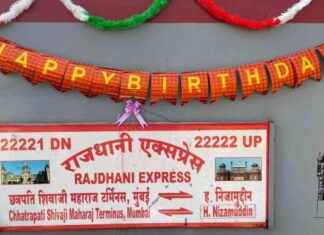 HAPPY BIRTHDA
22221 DN
22222 UP
राजधानी एक्सप्रेस
RAJDHANI EXPRESS
छत्रपति शिवाजी महाराज टर्मिनस, मुंबई
ह. निजामुद्दीन
Chhatrapati Shivaji Maharaj Terminus, Mumbai
H. Nizamuddin